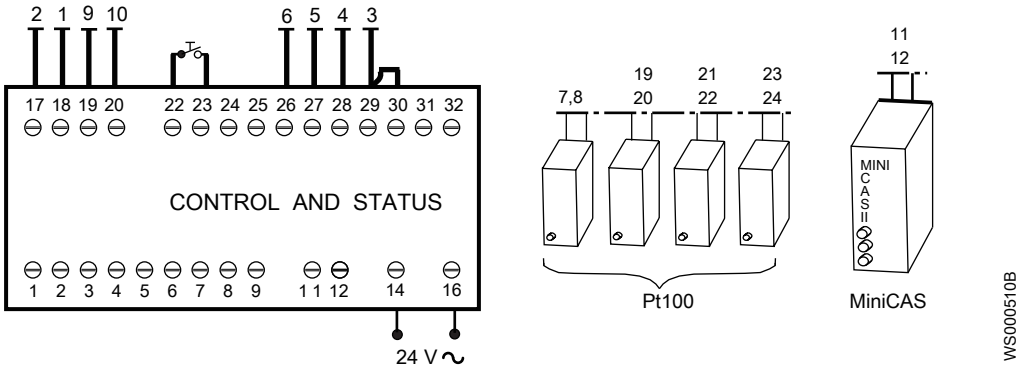 2 1 9 10 6 5 4 3
17 18 19 20 22 23 24 25 26 27 28 29 30 31 32
CONTROL AND STATUS
1 2 3 4 5 6 7 8 9 11 12 14 16
24 V ~
7,8
19
20
21
22
23
24
Pt100
11
12
MINI
C
A
S
II
MiniCAS
WS000510B